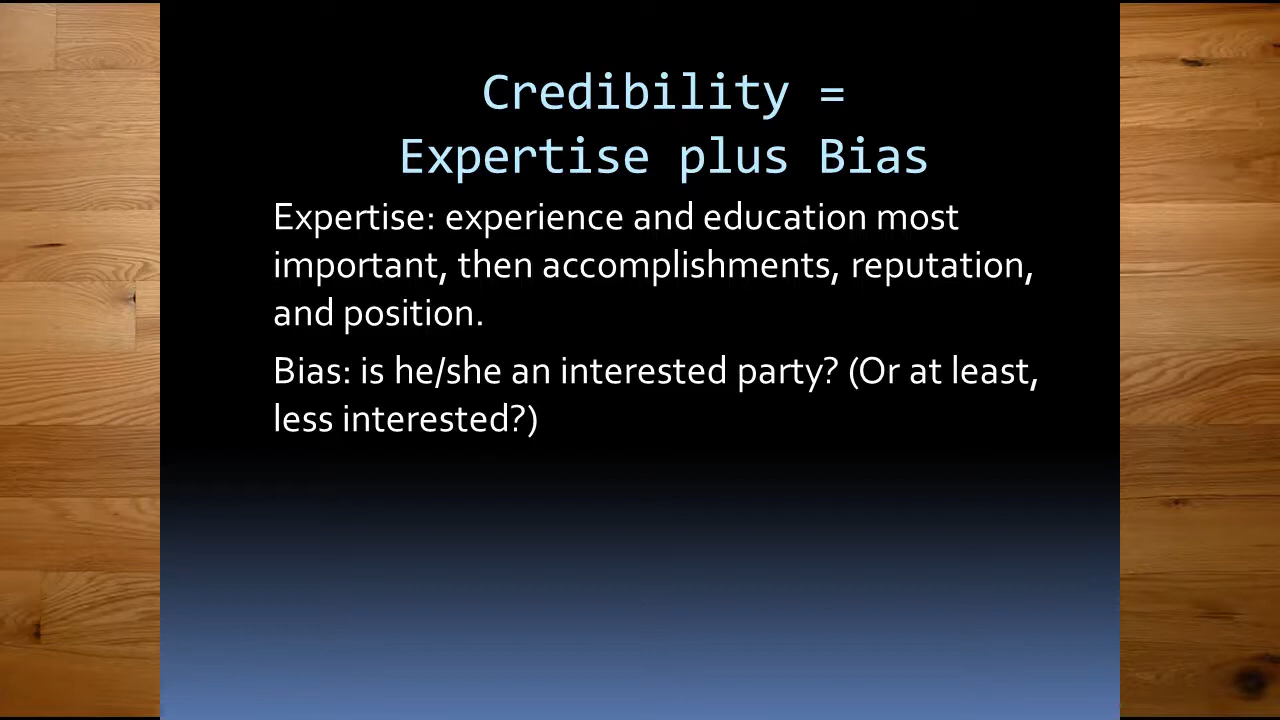 Credibility =
Expertise plus Bias
Expertise: experience and education most
important, then accomplishments, reputation,
and position.
Bias: is he/she an interested party? (Or at least,
less interested?)